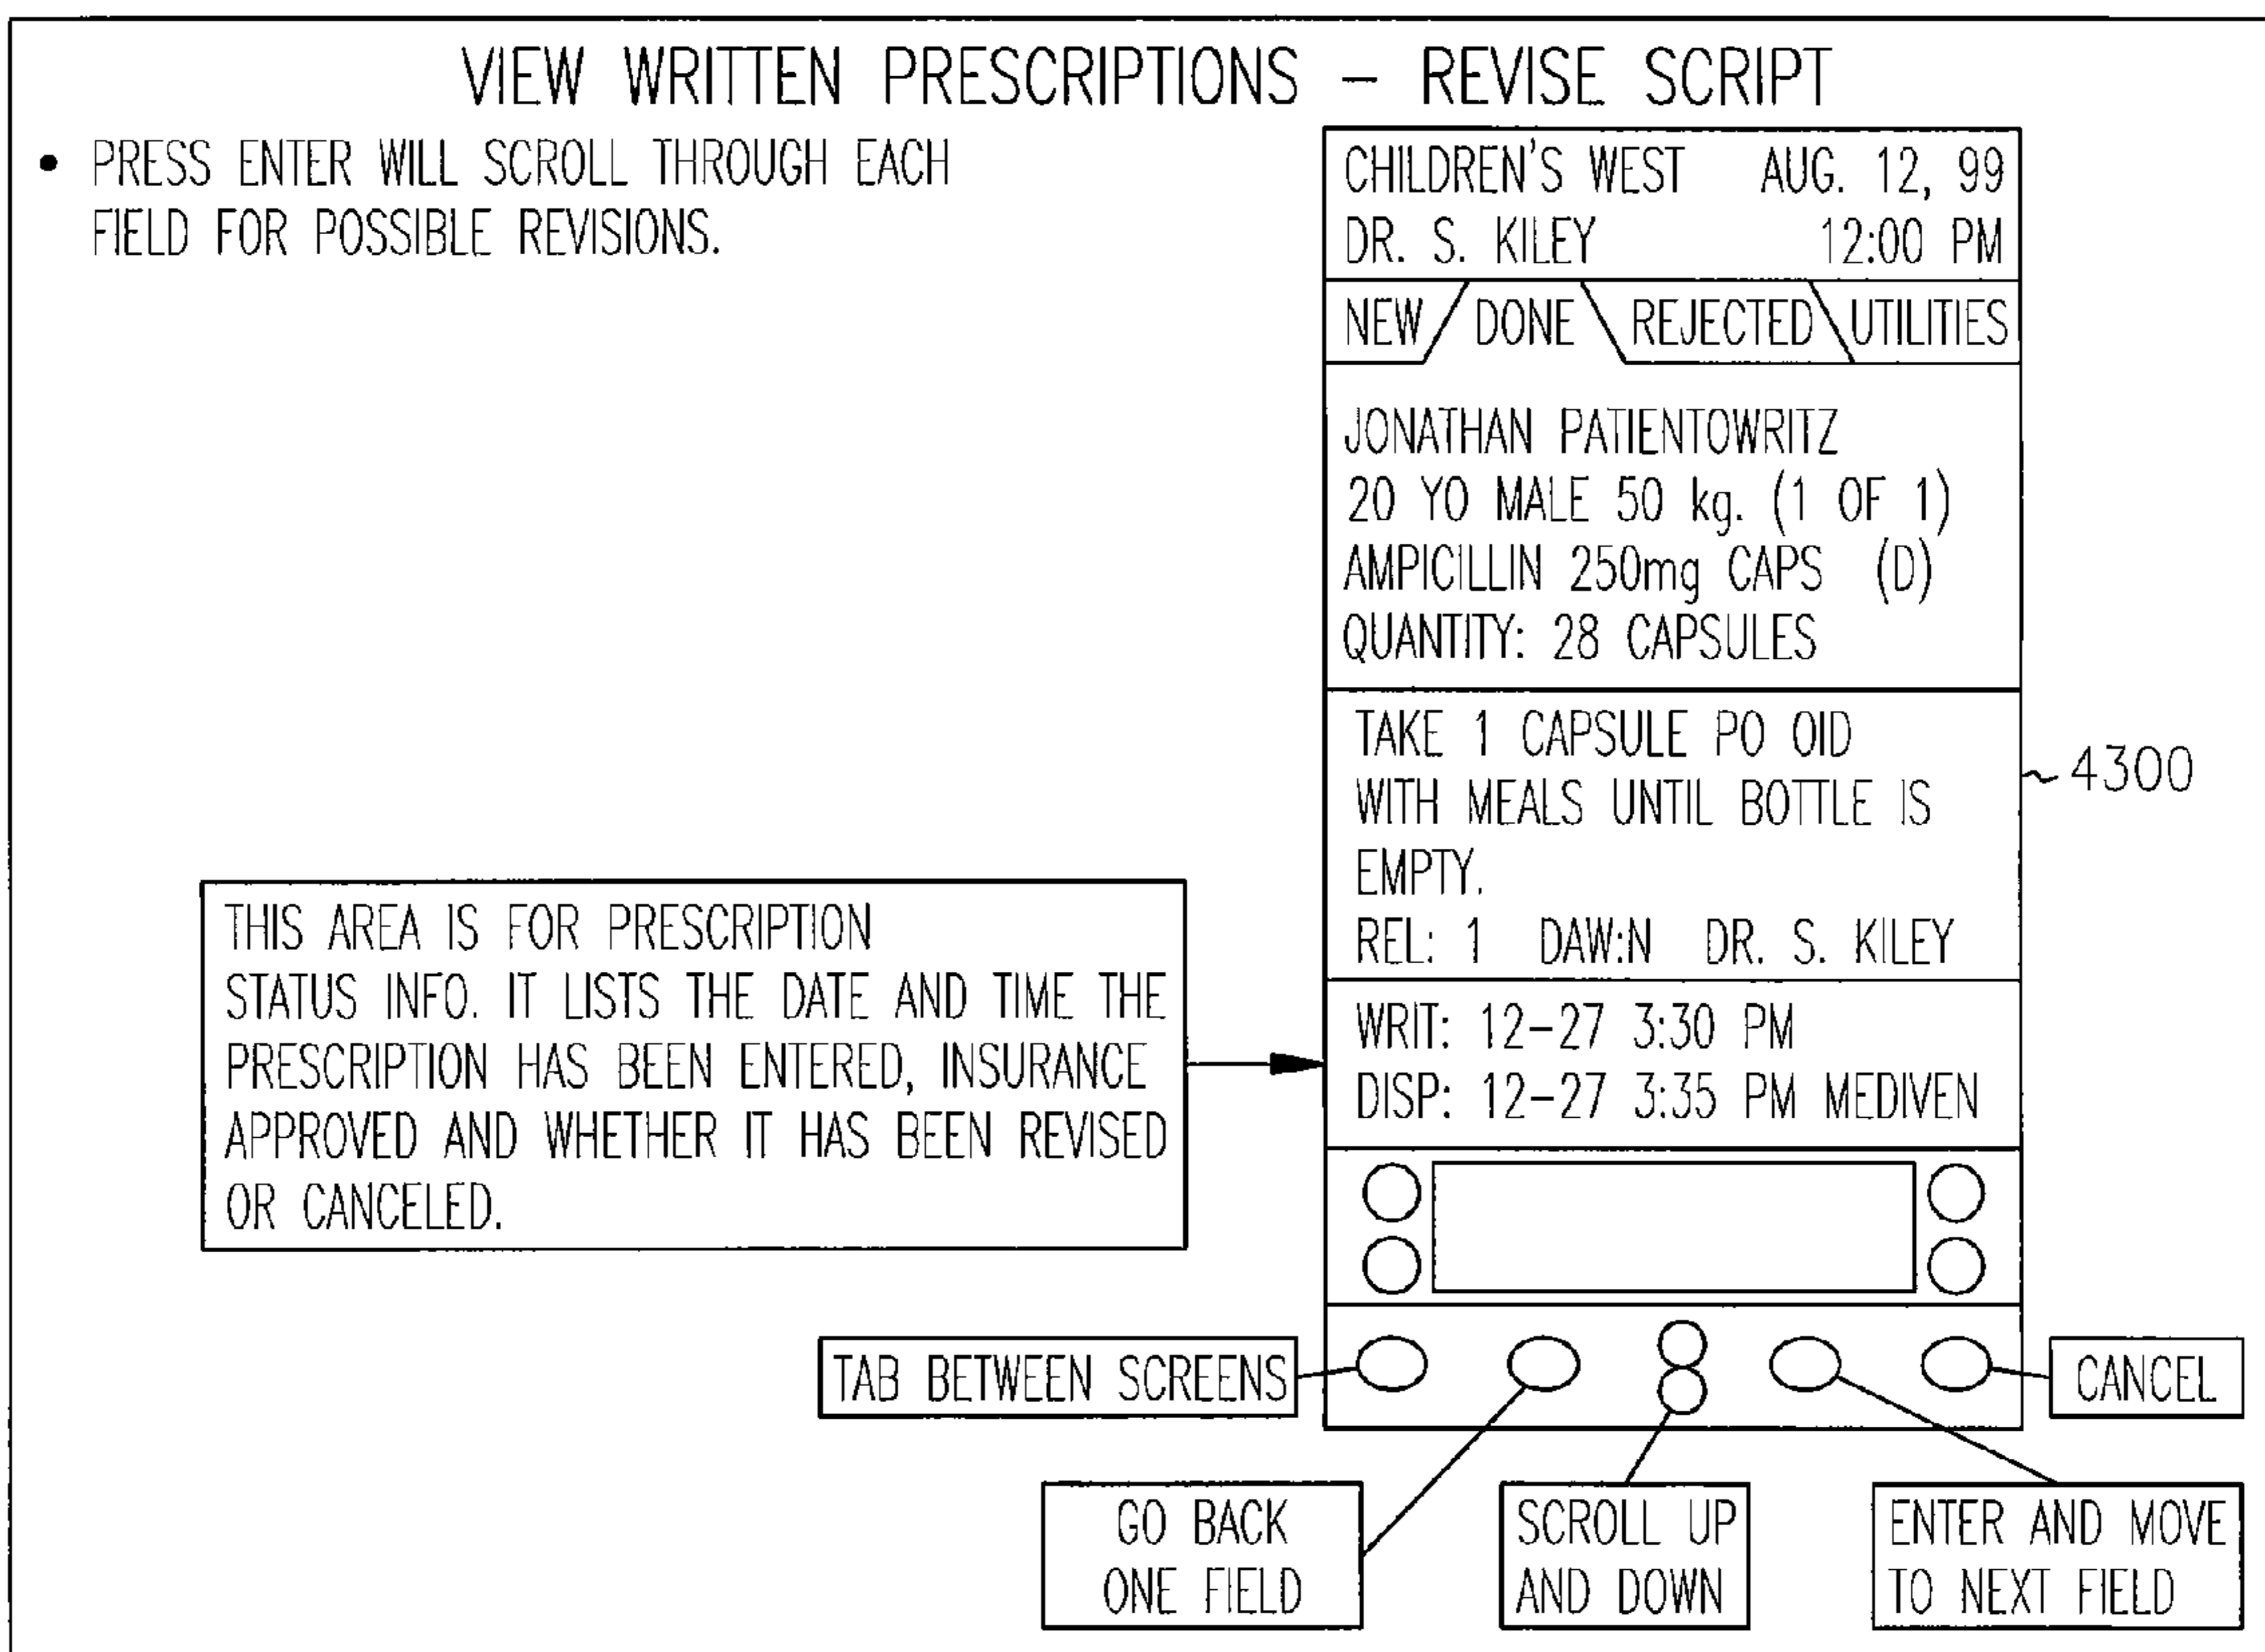 VIEW WRITTEN PRESCRIPTIONS – REVISE SCRIPT
• PRESS ENTER WILL SCROLL THROUGH EACH
FIELD FOR POSSIBLE REVISIONS.
CHILDREN'S WEST AUG. 12, 99
DR. S. KILEY 12:00 PM
NEW DONE REJECTED UTILITIES
JONATHAN PATIENTOWRITZ
20 YO MALE 50 kg. (1 OF 1)
AMPICILLIN 250mg CAPS (D)
QUANTITY: 28 CAPSULES
TAKE 1 CAPSULE PO OID
WITH MEALS UNTIL BOTTLE IS
EMPTY.
REL: 1 DAW:N DR. S. KILEY
4300
THIS AREA IS FOR PRESCRIPTION
STATUS INFO. IT LISTS THE DATE AND TIME THE
PRESCRIPTION HAS BEEN ENTERED, INSURANCE
APPROVED AND WHETHER IT HAS BEEN REVISED
OR CANCELED.
WRIT: 12–27 3:30 PM
DISP: 12–27 3:35 PM MEDIVEN
TAB BETWEEN SCREENS
CANCEL
GO BACK
ONE FIELD
SCROLL UP
AND DOWN
ENTER AND MOVE
TO NEXT FIELD